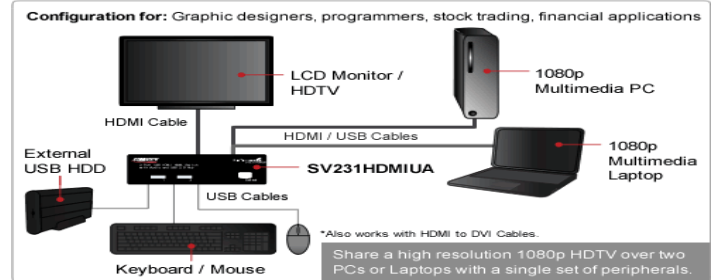 Configuration for: Graphic designers, programmers, stock trading, financial applications
LCD Monitor /
HDTV
1080p
Multimedia PC
HDMI Cable
HDMI / USB Cables
External
USB HDD
SV231HDMIUA
1080p
Multimedia
Laptop
USB Cables
*Also works with HDMI to DVI Cables.
Keyboard / Mouse
Share a high resolution 1080p HDTV over two
PCs or Laptops with a single set of peripherals.